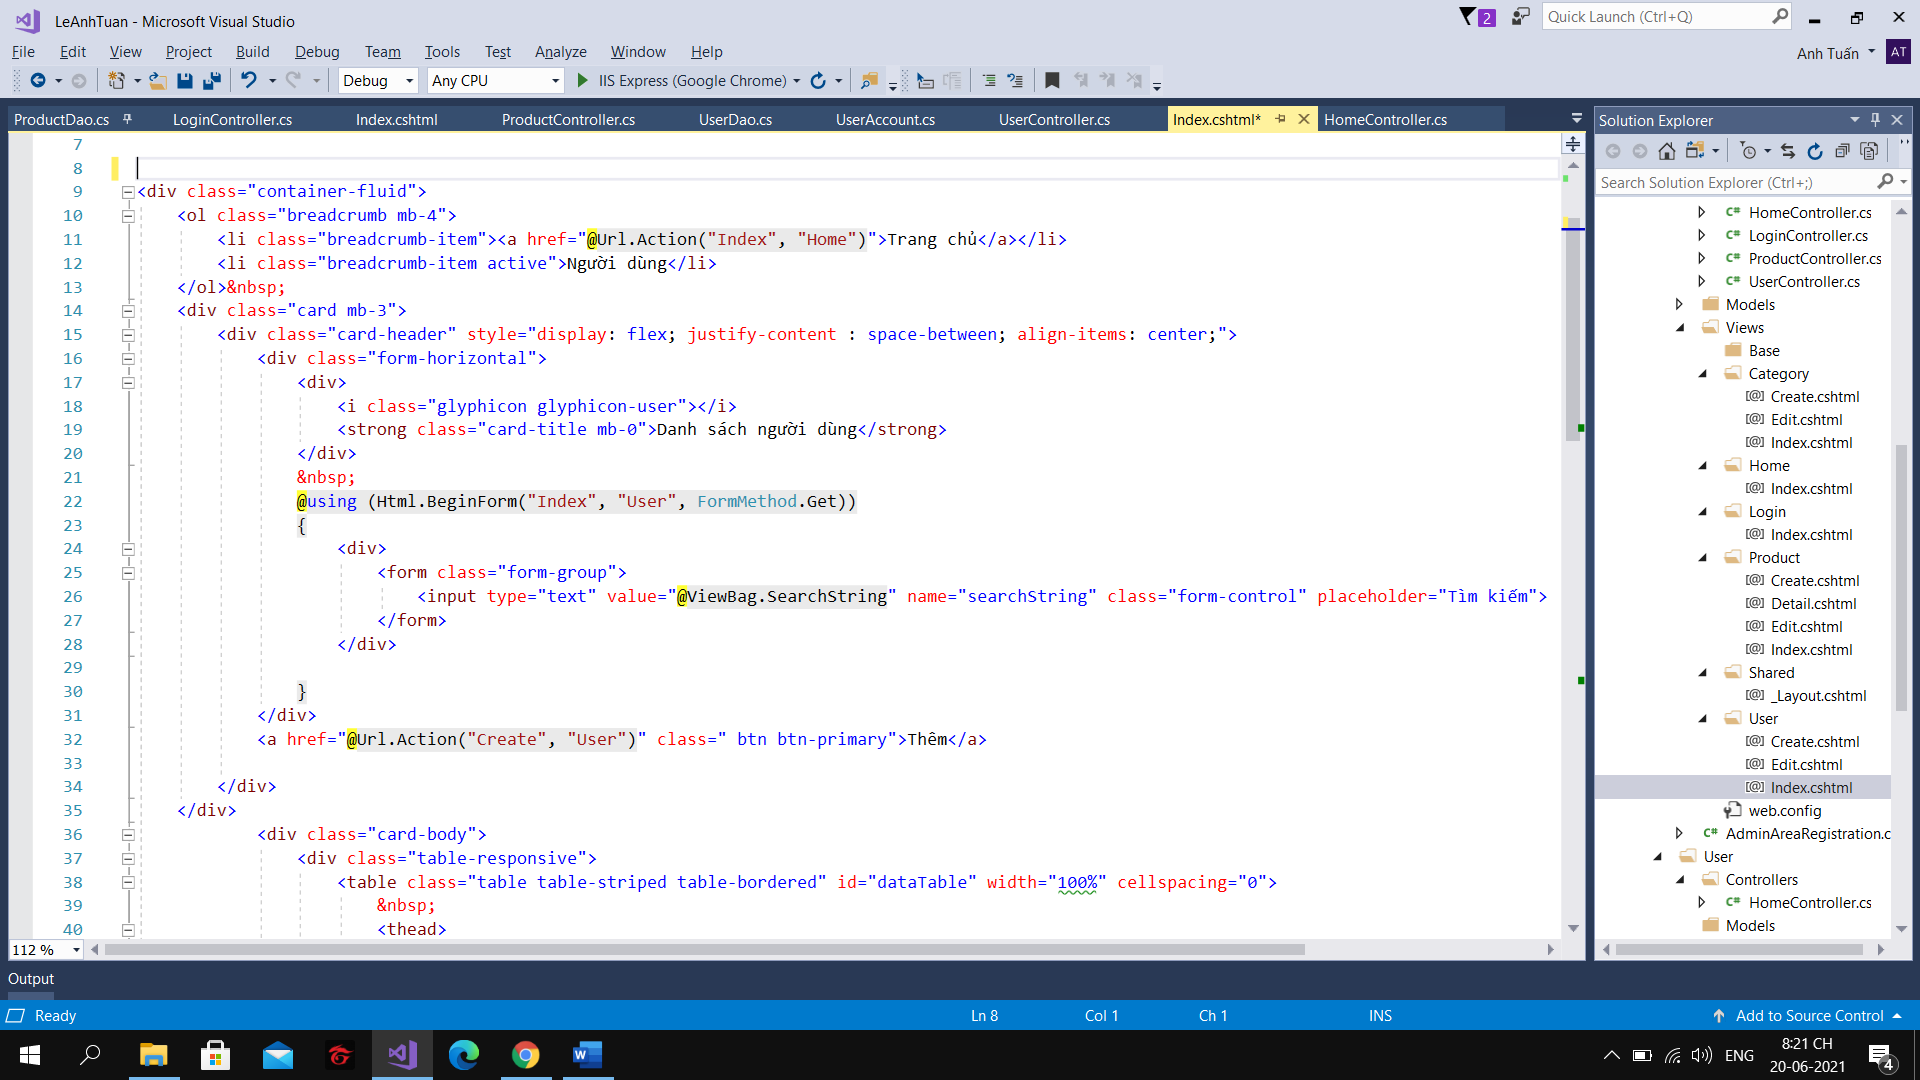 LeAnhTuan - Microsoft Visual Studio
2
Quick Launch (Ctrl+Q)
File Edit View Project Build Debug Team Tools Test Analyze Window Help
Anh Tuấn AT
Debug Any CPU IIS Express (Google Chrome)
ProductDao.cs LoginController.cs Index.cshtml ProductController.cs UserDao.cs UserAccount.cs UserController.cs Index.cshtml* HomeController.cs
7
8
9 <div class="container-fluid">
10 <ol class="breadcrumb mb-4">
11 <li class="breadcrumb-item"><a href="@Url.Action("Index", "Home")">Trang chủ</a></li>
12 <li class="breadcrumb-item active">Người dùng</li>
13 </ol>&nbsp;
14 <div class="card mb-3">
15 <div class="card-header" style="display: flex; justify-content : space-between; align-items: center;">
16 <div class="form-horizontal">
17 <div>
18 <i class="glyphicon glyphicon-user"></i>
19 <strong class="card-title mb-0">Danh sách người dùng</strong>
20 </div>
21 &nbsp;
22 @using (Html.BeginForm("Index", "User", FormMethod.Get))
23 {
24 <div>
25 <form class="form-group">
26 <input type="text" value="@ViewBag.SearchString" name="searchString" class="form-control" placeholder="Tìm kiếm">
27 </form>
28 </div>
29
30 }
31 </div>
32 <a href="@Url.Action("Create", "User")" class=" btn btn-primary">Thêm</a>
33
34 </div>
35 </div>
36 <div class="card-body">
37 <div class="table-responsive">
38 <table class="table table-striped table-bordered" id="dataTable" width="100%" cellspacing="0">
39 &nbsp;
40 <thead>
112 %
Solution Explorer
Search Solution Explorer (Ctrl+;)
C# HomeController.cs
C# LoginController.cs
C# ProductController.cs
C# UserController.cs
Models
Views
Base
Category
[@] Create.cshtml
[@] Edit.cshtml
[@] Index.cshtml
Home
[@] Index.cshtml
Login
[@] Index.cshtml
Product
[@] Create.cshtml
[@] Detail.cshtml
[@] Edit.cshtml
[@] Index.cshtml
Shared
[@] _Layout.cshtml
User
[@] Create.cshtml
[@] Edit.cshtml
[@] Index.cshtml
web.config
C# AdminAreaRegistration.c
User
Controllers
C# HomeController.cs
Models
Output
Ready Ln 8 Col 1 Ch 1 INS Add to Source Control
W ENG 8:21 CH
20-06-2021
4